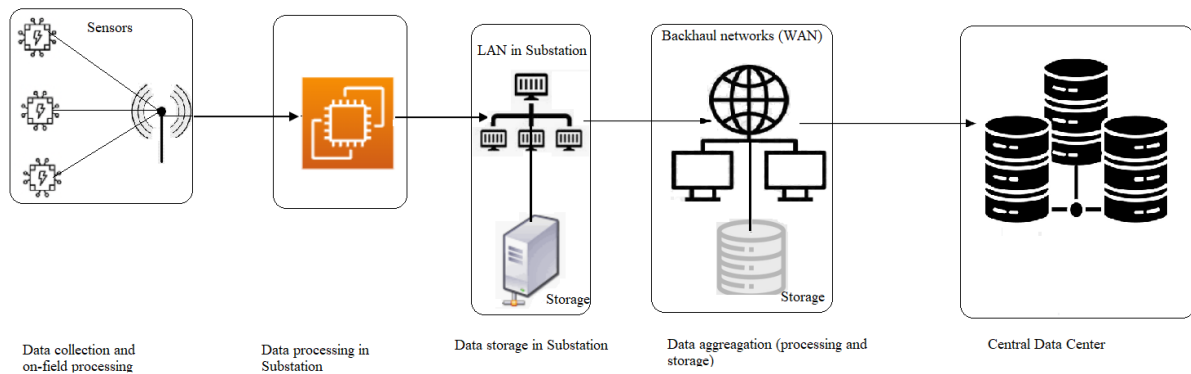 Sensors
LAN in Substation
Backhaul networks (WAN)
Storage
Storage
Data collection and
on-field processing
Data processing in
Substation
Data storage in Substation
Data aggreagation (processing and
storage)
Central Data Center